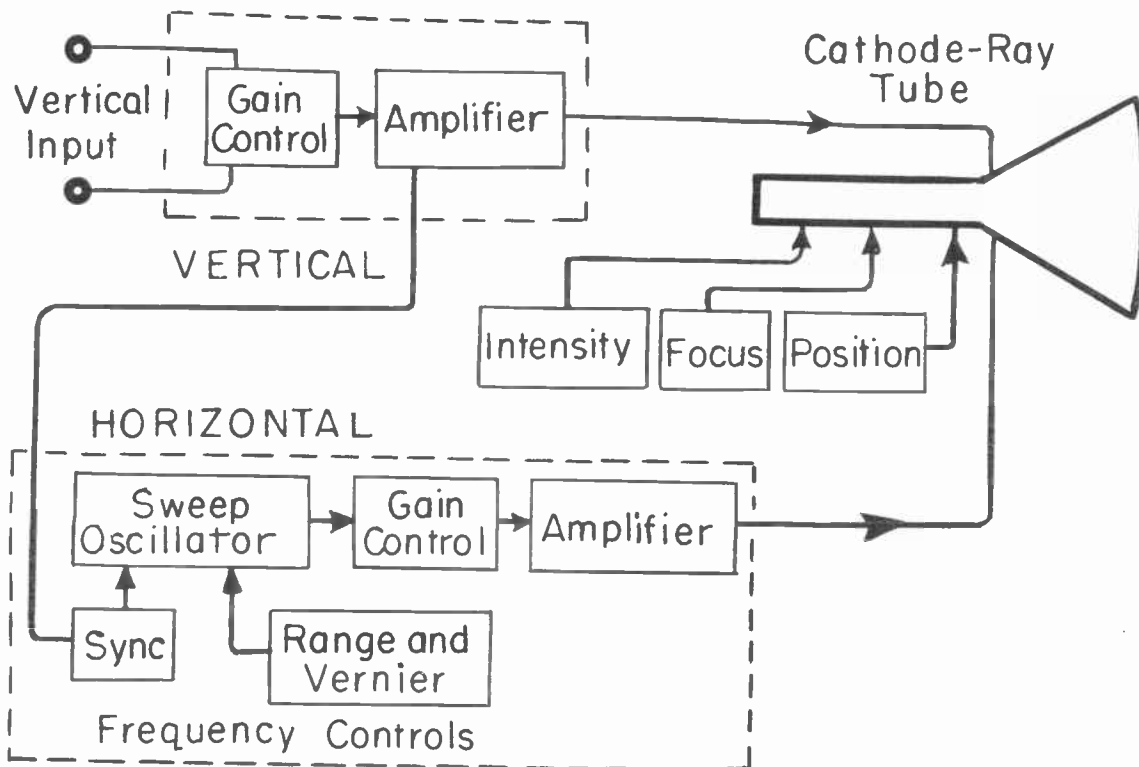 Vertical
Input
Gain
Control
Amplifier
Cathode-Ray
Tube
VERTICAL
Intensity
Focus
Position
HORIZONTAL
Sweep
Oscillator
Gain
Control
Amplifier
Sync
Range and
Vernier
Frequency Controls